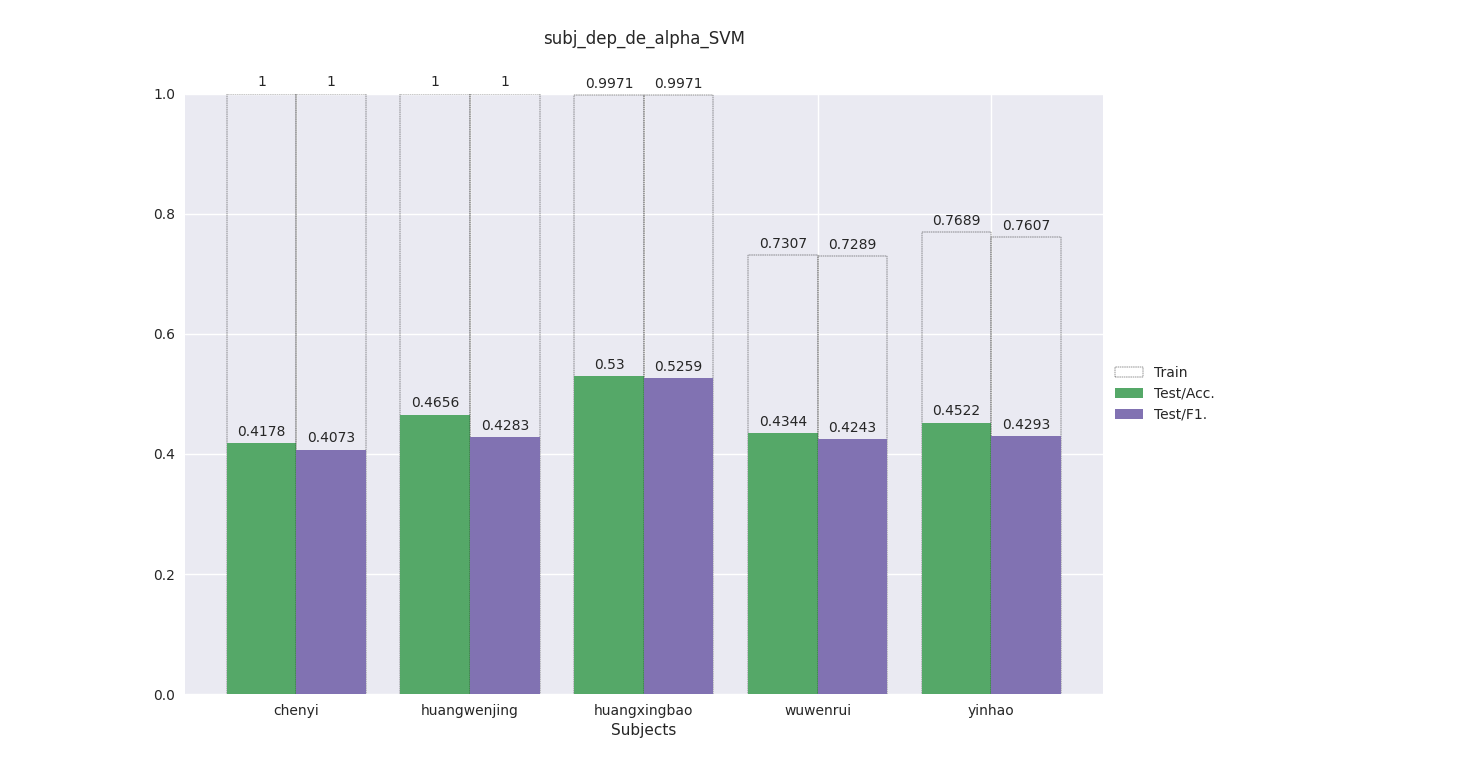 subj_dep_de_alpha_SVM
1 1 1 1 0.9971 0.9971
1.0
0.8
0.7689 0.7607
0.7307 0.7289
0.6
0.53 0.5259
0.4656 0.4283
0.4522 0.4293
0.4344 0.4243
0.4178 0.4073
0.4
0.2
0.0
Train
Test/Acc.
Test/F1.
chenyi huangwenjing huangxingbao wuwenrui yinhao
Subjects